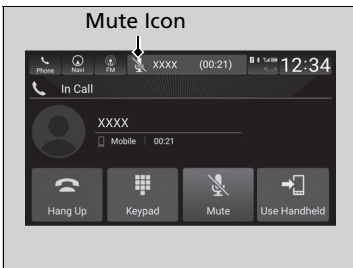 Mute Icon
Phone Navi FM XXXX (00:21) 12:34
In Call
XXXX
Mobile 00:21
Hang Up Keypad Mute Use Handheld